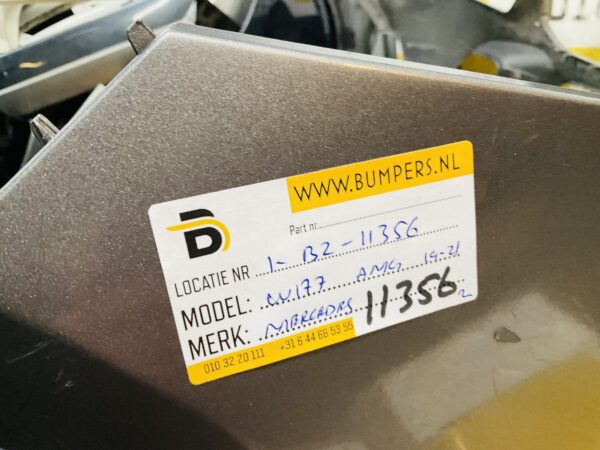 WWW.BUMPERS.NL
B
Part nr.
LOCATIE NR 1-B2-11356
MODEL: W177 AMG 19-21
MERK: MERCEDES 11356
010 32 20 111 +31 6 44 66 53 56